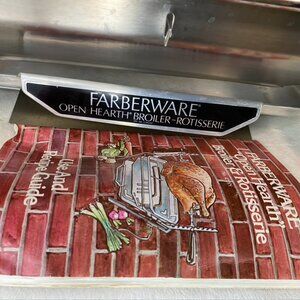 FARBERWARE®
OPEN HEARTH® BROILER-ROTISSERIE
FARBERWARE
"Open Hearth"
Broiler & Rotisserie
Use And
Recipe Guide